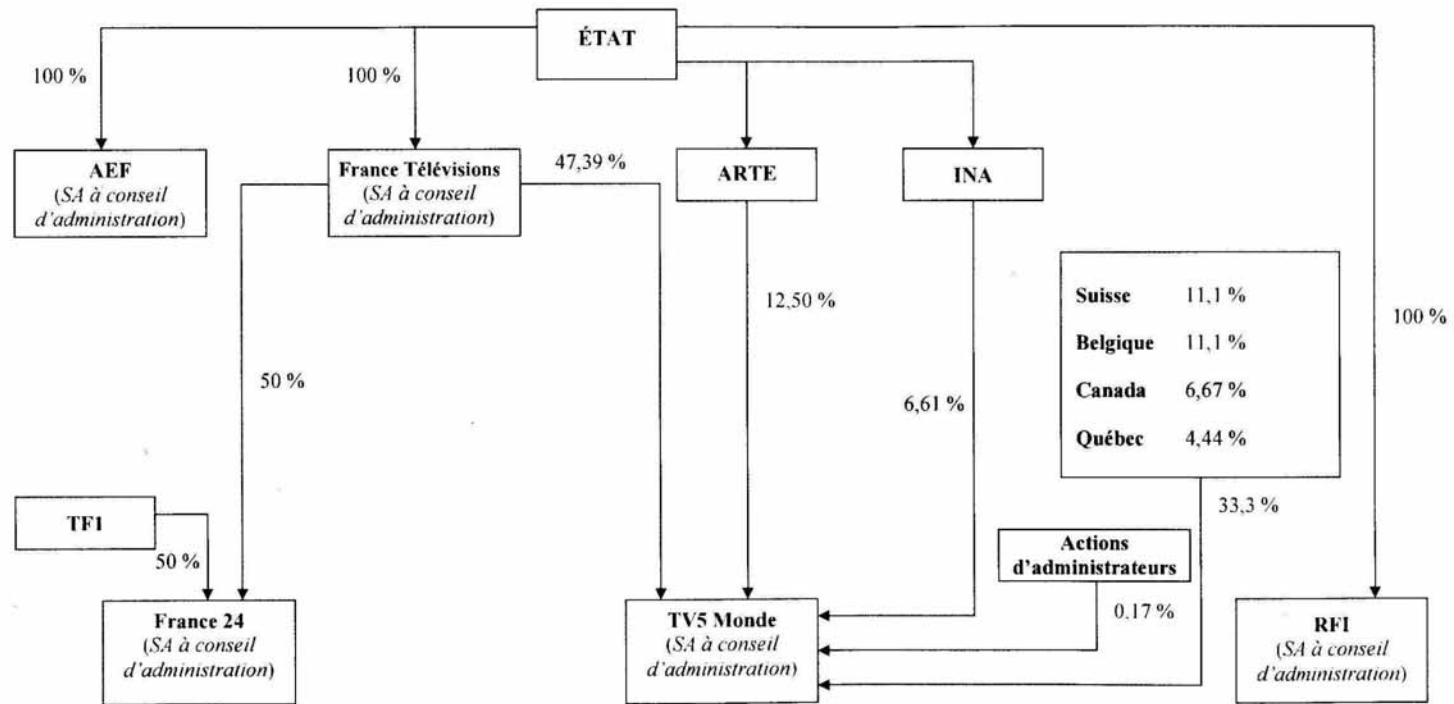 ÉTAT
100 %
100 %
AEF
(SA à conseil
d'administration)
France Télévisions
(SA à conseil
d'administration)
47,39 %
ARTE
INA
12,50 %
Suisse 11,1 %
Belgique 11,1 %
Canada 6,67 %
Québec 4,44 %
100 %
50 %
6,61 %
33,3 %
TF1
50 %
Actions
d'administrateurs
0,17 %
France 24
(SA à conseil
d'administration)
TV5 Monde
(SA à conseil
d'administration)
RFI
(SA à conseil
d'administration)